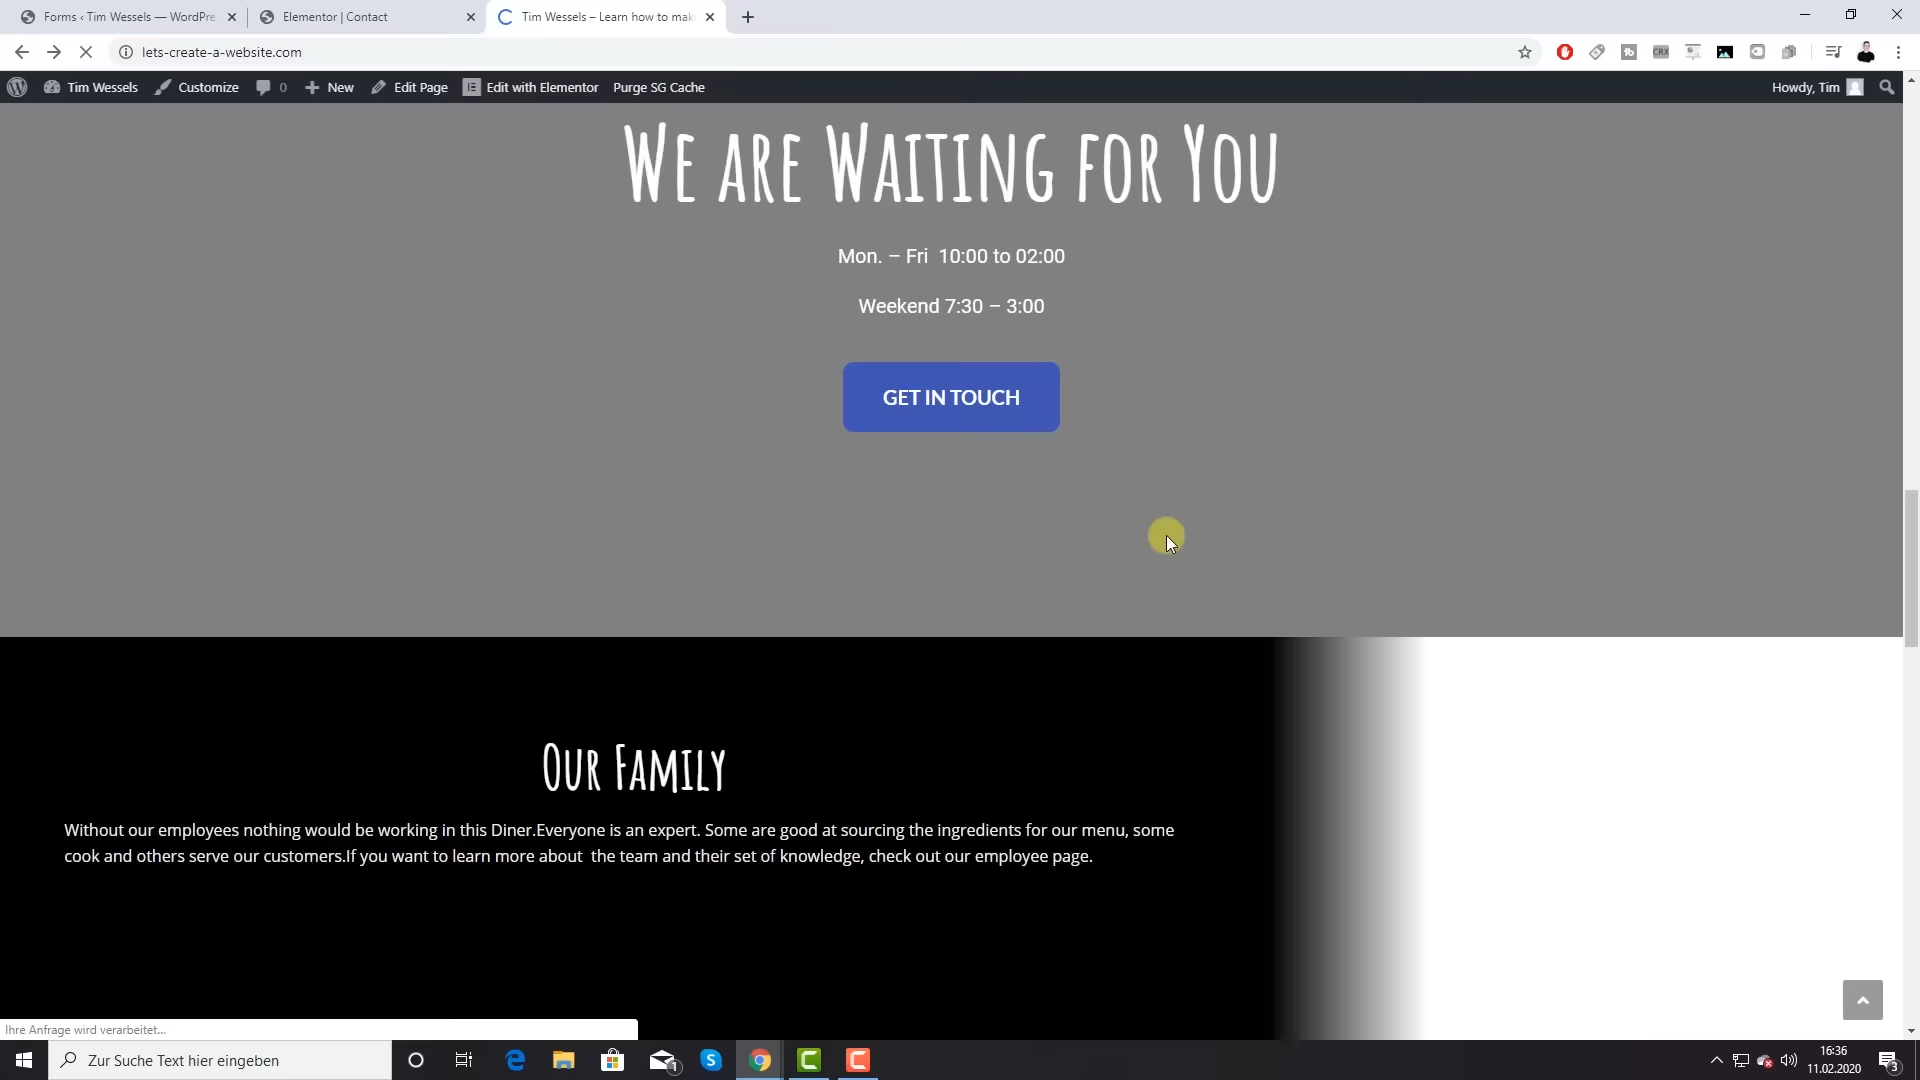 Forms ‹ Tim Wessels — WordPre
Elementor | Contact
Tim Wessels – Learn how to mak
lets-create-a-website.com
Tim Wessels
Customize
0
New
Edit Page
Edit with Elementor
Purge SG Cache
Howdy, Tim
We are Waiting for You
Mon. – Fri  10:00 to 02:00
Weekend 7:30 – 3:00
GET IN TOUCH
Our Family
Without our employees nothing would be working in this Diner.Everyone is an expert. Some are good at sourcing the ingredients for our menu, some
cook and others serve our customers.If you want to learn more about  the team and their set of knowledge, check out our employee page.
Ihre Anfrage wird verarbeitet...
Zur Suche Text hier eingeben
1
16:36
11.02.2020
3